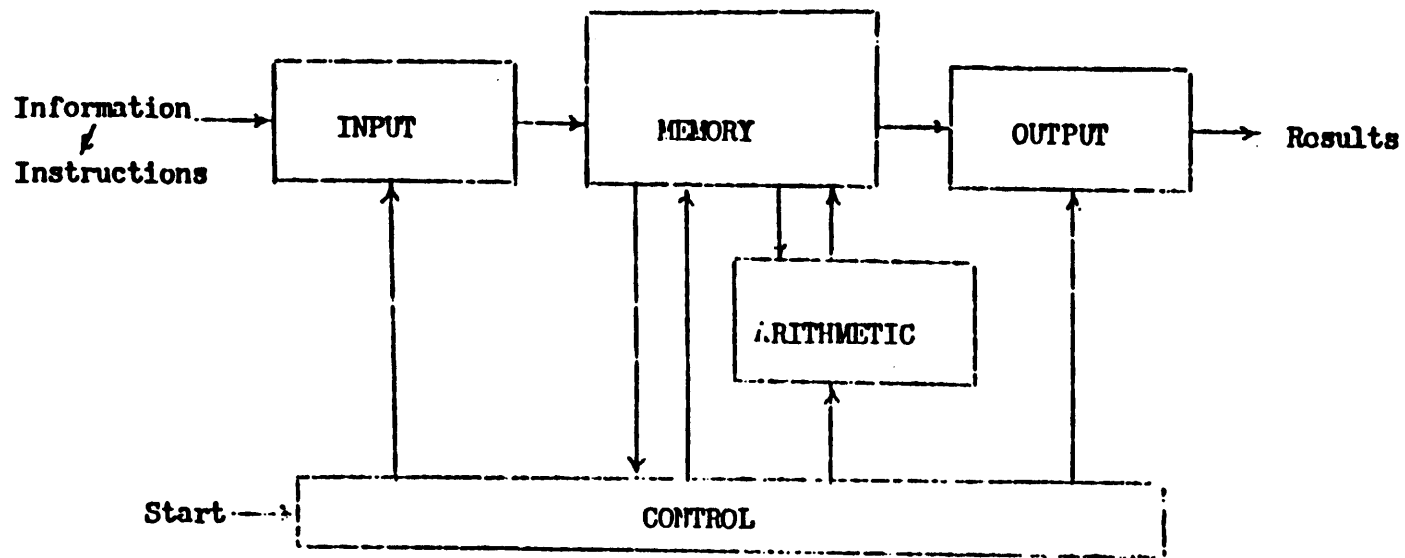 Information
&
Instructions
INPUT
MEMORY
OUTPUT
Results
ARITHMETIC
Start
CONTROL